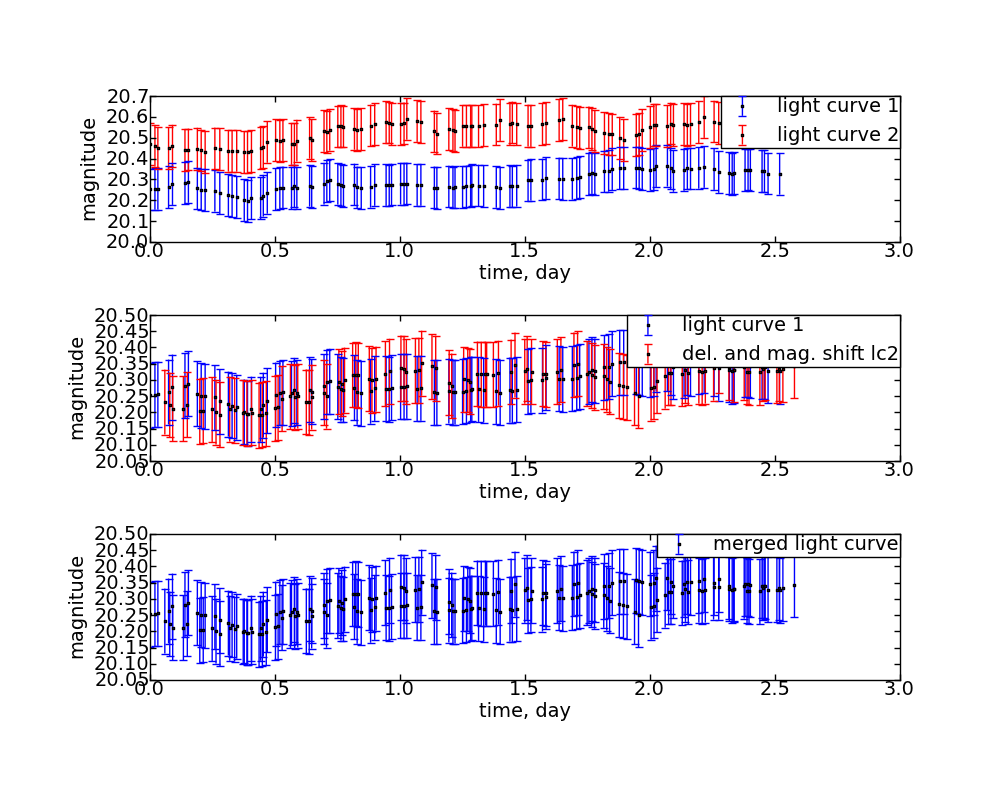 20.7
20.6
20.5
20.4
20.3
20.2
20.1
20.0
magnitude
light curve 1
light curve 2
0.0 0.5 1.0 1.5 2.0 2.5 3.0
time, day
20.50
20.45
20.40
20.35
20.30
20.25
20.20
20.15
20.10
20.05
magnitude
light curve 1
del. and mag. shift lc2
0.0 0.5 1.0 1.5 2.0 2.5 3.0
time, day
20.50
20.45
20.40
20.35
20.30
20.25
20.20
20.15
20.10
20.05
magnitude
merged light curve
0.0 0.5 1.0 1.5 2.0 2.5 3.0
time, day